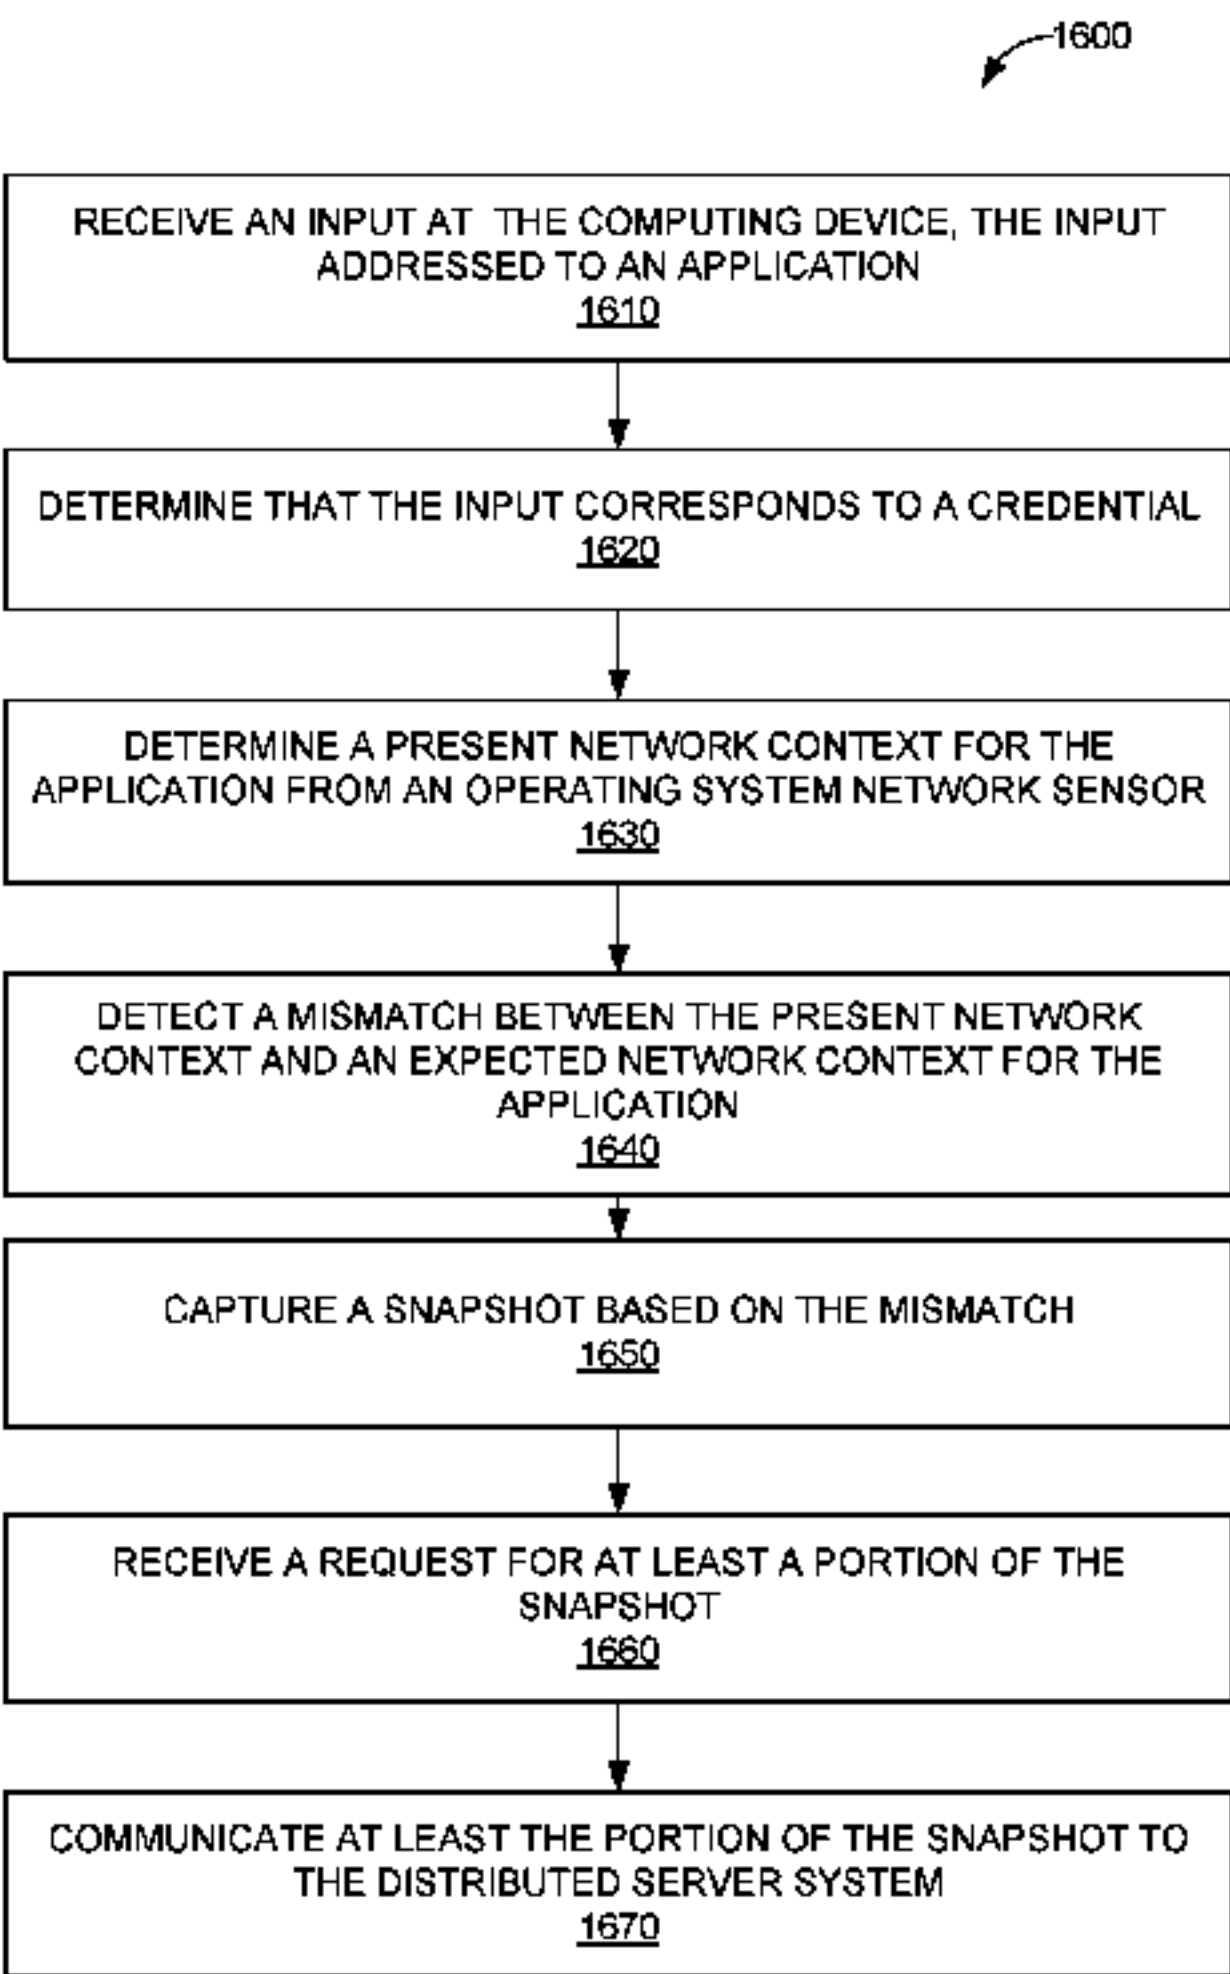 1600
RECEIVE AN INPUT AT THE COMPUTING DEVICE, THE INPUT
ADDRESSED TO AN APPLICATION
1610
DETERMINE THAT THE INPUT CORRESPONDS TO A CREDENTIAL
1620
DETERMINE A PRESENT NETWORK CONTEXT FOR THE
APPLICATION FROM AN OPERATING SYSTEM NETWORK SENSOR
1630
DETECT A MISMATCH BETWEEN THE PRESENT NETWORK
CONTEXT AND AN EXPECTED NETWORK CONTEXT FOR THE
APPLICATION
1640
CAPTURE A SNAPSHOT BASED ON THE MISMATCH
1650
RECEIVE A REQUEST FOR AT LEAST A PORTION OF THE
SNAPSHOT
1660
COMMUNICATE AT LEAST THE PORTION OF THE SNAPSHOT TO
THE DISTRIBUTED SERVER SYSTEM
1670